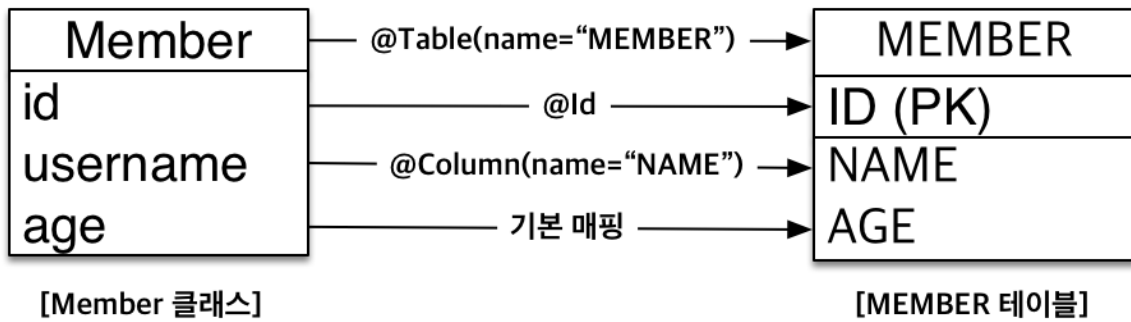 Member @Table(name=“MEMBER”) MEMBER
id @Id ID (PK)
username @Column(name=“NAME”) NAME
age 기본 매핑 AGE
[Member 클래스] [MEMBER 테이블]